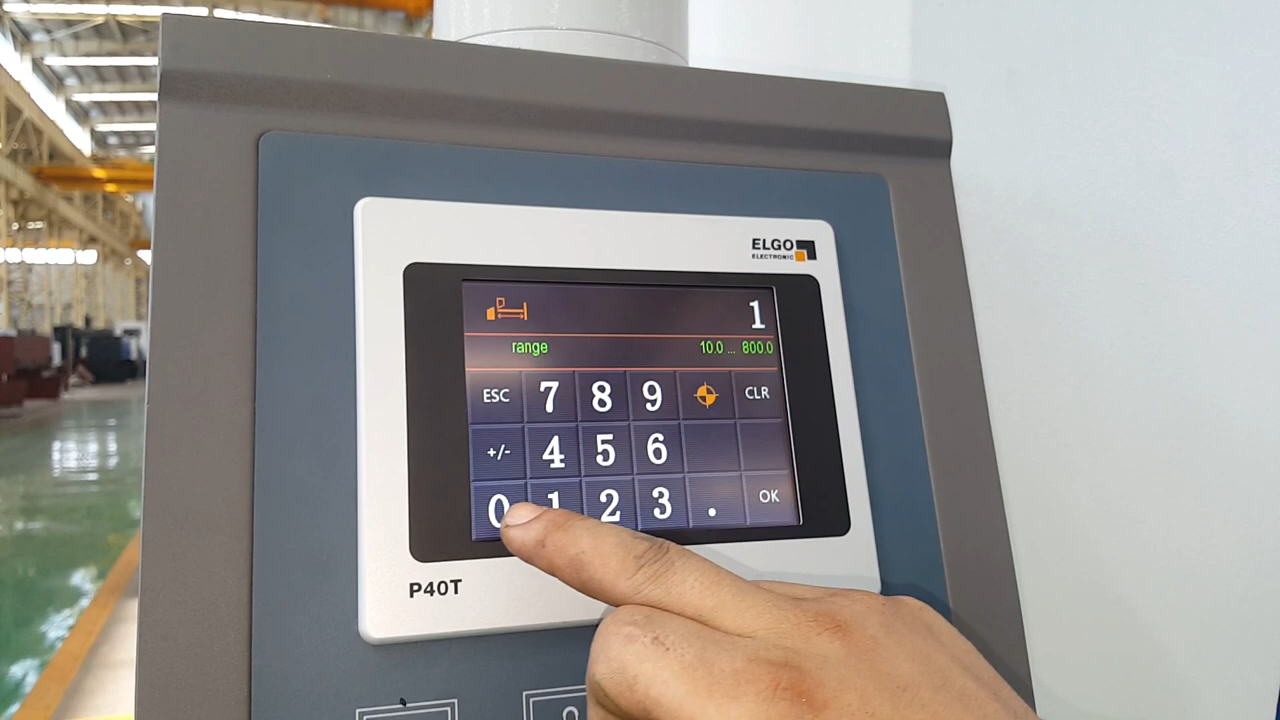 ELGO
ELECTRONIC
1
range 10.0 ... 800.0
ESC 7 8 9 CLR
+/- 4 5 6
0 1 2 3 . OK
P40T